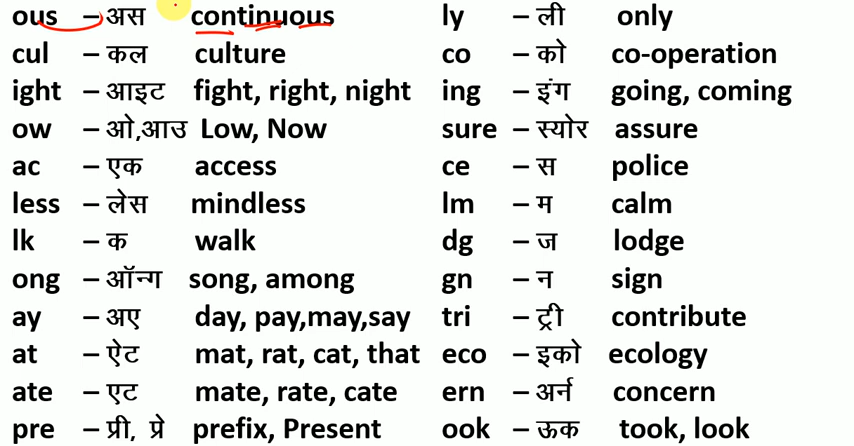 ous – अस continuous ly – ली only
cul – कल culture co – को co-operation
ight – आइट fight, right, night ing – इंग going, coming
ow – ओ,आउ Low, Now sure – स्योर assure
ac – एक access ce – स police
less – लेस mindless lm – म calm
lk – क walk dg – ज lodge
ong – ऑन्ग song, among gn – न sign
ay – अए day, pay,may,say tri – ट्री contribute
at – ऐट mat, rat, cat, that eco – इको ecology
ate – एट mate, rate, cate ern – अर्न concern
pre – प्री, प्रे prefix, Present ook – ऊक took, look